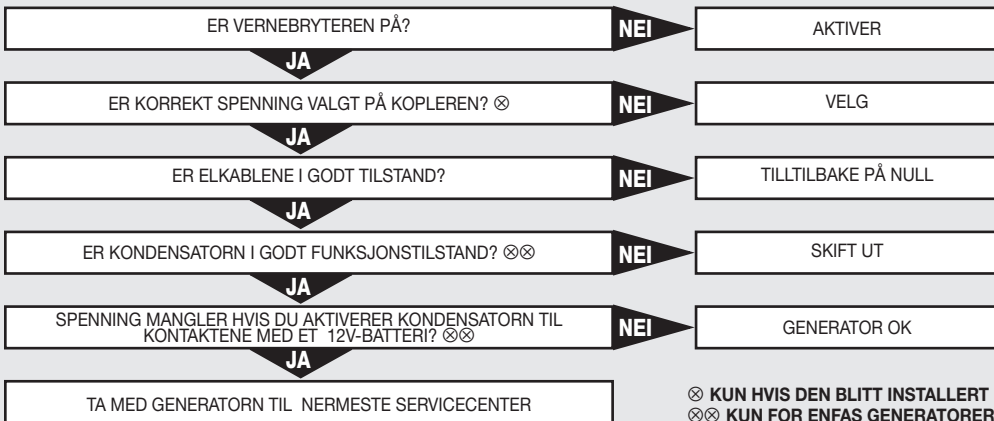 ER VERNEBRYTEREN PÅ?
NEI
AKTIVER
JA
ER KORREKT SPENNING VALGT PÅ KOPLEREN? ⊗
NEI
VELG
JA
ER ELKABLENE I GODT TILSTAND?
NEI
TILLTILBAKE PÅ NULL
JA
ER KONDENSATORN I GODT FUNKSJONSTILSTAND? ⊗⊗
NEI
SKIFT UT
JA
SPENNING MANGLER HVIS DU AKTIVERER KONDENSATORN TIL
KONTAKTENE MED ET 12V-BATTERI? ⊗⊗
NEI
GENERATOR OK
JA
TA MED GENERATORN TIL NERMESTE SERVICECENTER
⊗ KUN HVIS DEN BLITT INSTALLERT
⊗⊗ KUN FOR ENFAS GENERATORER